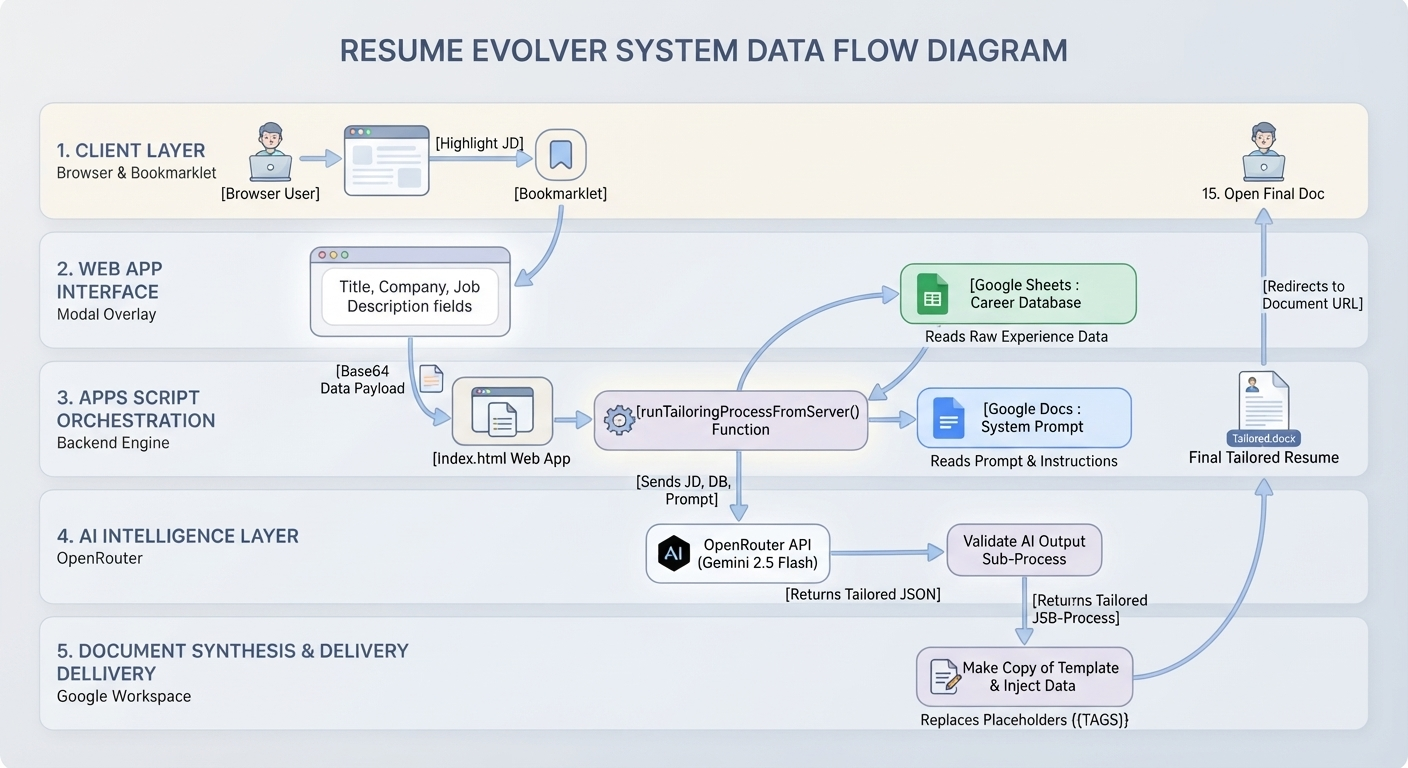 RESUME EVOLVER SYSTEM DATA FLOW DIAGRAM
1. CLIENT LAYER
Browser & Bookmarklet
[Browser User]
[Highlight JD]
[Bookmarklet]
15. Open Final Doc
2. WEB APP
INTERFACE
Modal Overlay
Title, Company, Job
Description fields
[Google Sheets :
Career Database
Reads Raw Experience Data
[Redirects to
Document URL]
3. APPS SCRIPT
ORCHESTRATION
Backend Engine
[Base64
Data Payload
[Index.html Web App
[runTailoringProcessFromServer()
Function
[Google Docs :
System Prompt
Reads Prompt & Instructions
Tailored.docx
Final Tailored Resume
[Sends JD, DB,
Prompt]
4. AI INTELLIGENCE LAYER
OpenRouter
AI
OpenRouter API
(Gemini 2.5 Flash)
[Returns Tailored JSON]
Validate AI Output
Sub-Process
[Returns Tailored
J5B-Process]
5. DOCUMENT SYNTHESIS & DELIVERY
DELLIVERY
Google Workspace
Make Copy of Template
& Inject Data
Replaces Placeholders ({TAGS}}